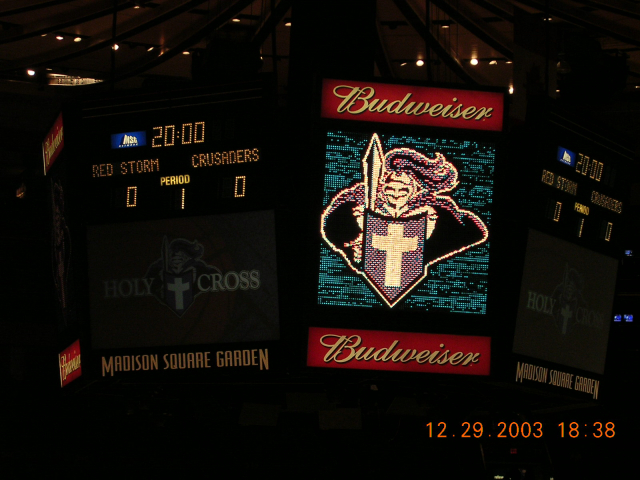 Budweiser
MSG 20:00
RED STORM CRUSADERS
PERIOD
0 1 0
HOLY CROSS
MADISON SQUARE GARDEN
Budweiser
20:00
RED STORM CRUSADERS
PERIOD
0 1 0
HOLY CROSS
MADISON SQUARE GARDEN
12.29.2003 18:38